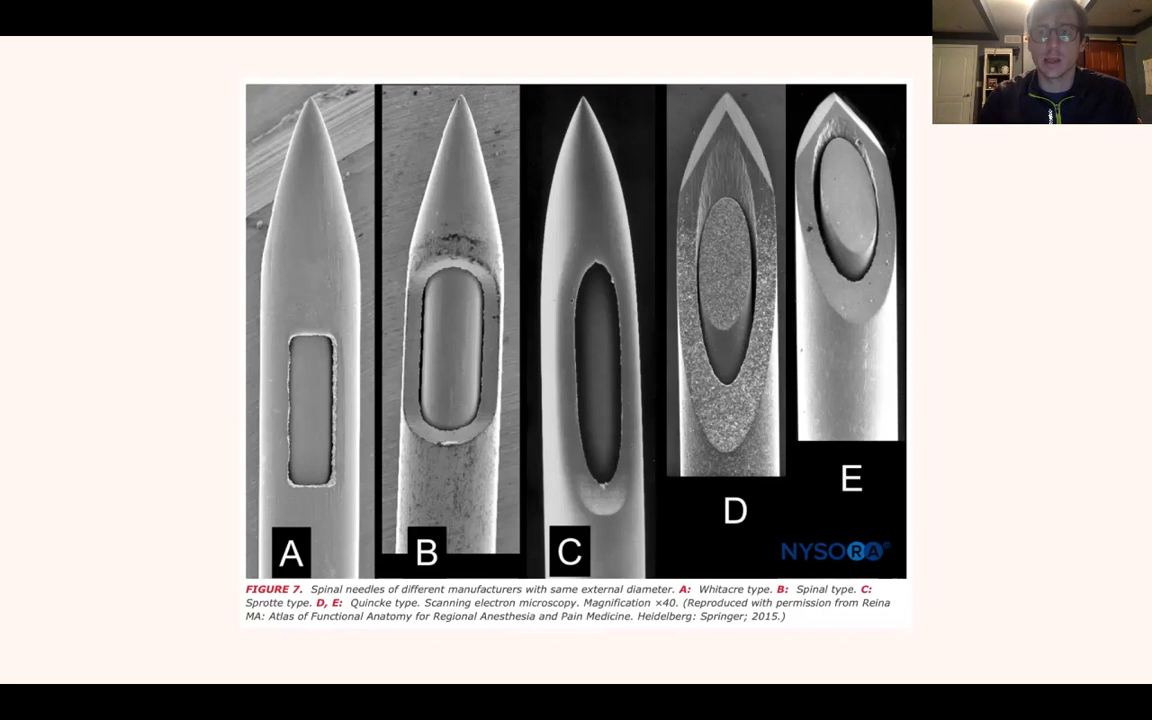 A
B
C
D
E
NYSORA
FIGURE 7. Spinal needles of different manufacturers with same external diameter. A: Whitacre type. B: Spinal type. C:
Sprotte type. D, E: Quincke type. Scanning electron microscopy. Magnification ×40. (Reproduced with permission from Reina
MA: Atlas of Functional Anatomy for Regional Anesthesia and Pain Medicine. Heidelberg: Springer; 2015.)